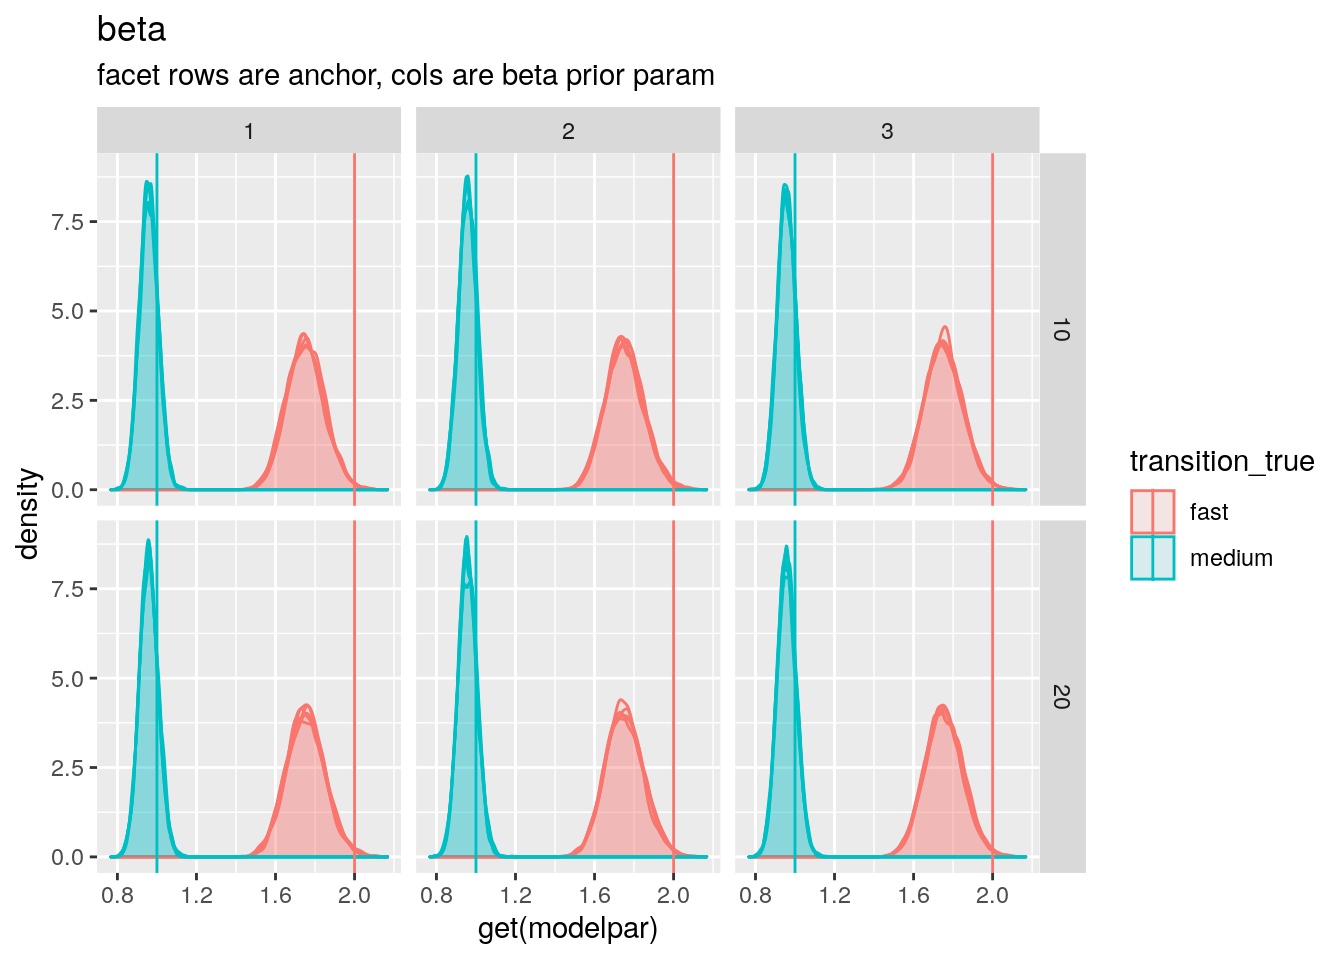 beta
facet rows are anchor, cols are beta prior param
1 2 3
7.5
5.0
2.5
0.0
10
7.5
5.0
2.5
0.0
20
density
0.8 1.2 1.6 2.0 0.8 1.2 1.6 2.0 0.8 1.2 1.6 2.0
get(modelpar)
transition_true
fast
medium